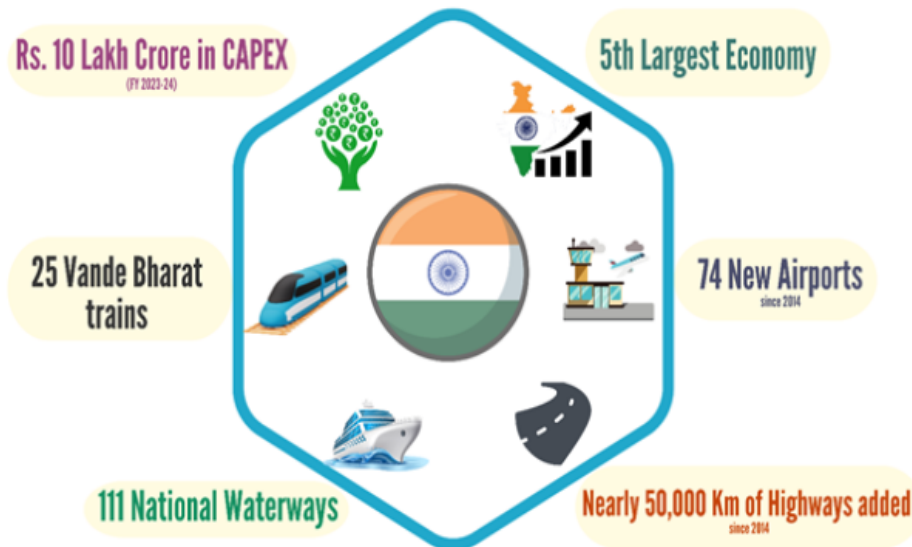 Rs. 10 Lakh Crore in CAPEX
(FY 2023-24)
5th Largest Economy
25 Vande Bharat
trains
74 New Airports
since 2014
111 National Waterways
Nearly 50,000 Km of Highways added
since 2014